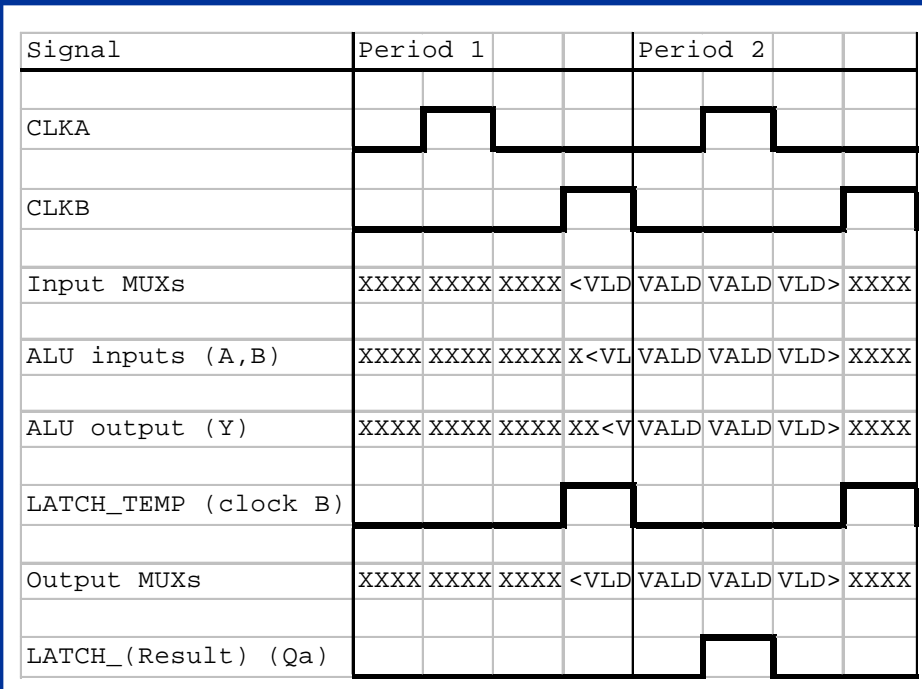 Signal Period 1 Period 2
CLKA
CLKB
Input MUXs XXXX XXXX XXXX <VLD VALD VALD VLD> XXXX
ALU inputs (A,B) XXXX XXXX XXXX X<VL VALD VALD VLD> XXXX
ALU output (Y) XXXX XXXX XXXX XX<V VALD VALD VLD> XXXX
LATCH_TEMP (clock B)
Output MUXs XXXX XXXX XXXX <VLD VALD VALD VLD> XXXX
LATCH_(Result) (Qa)